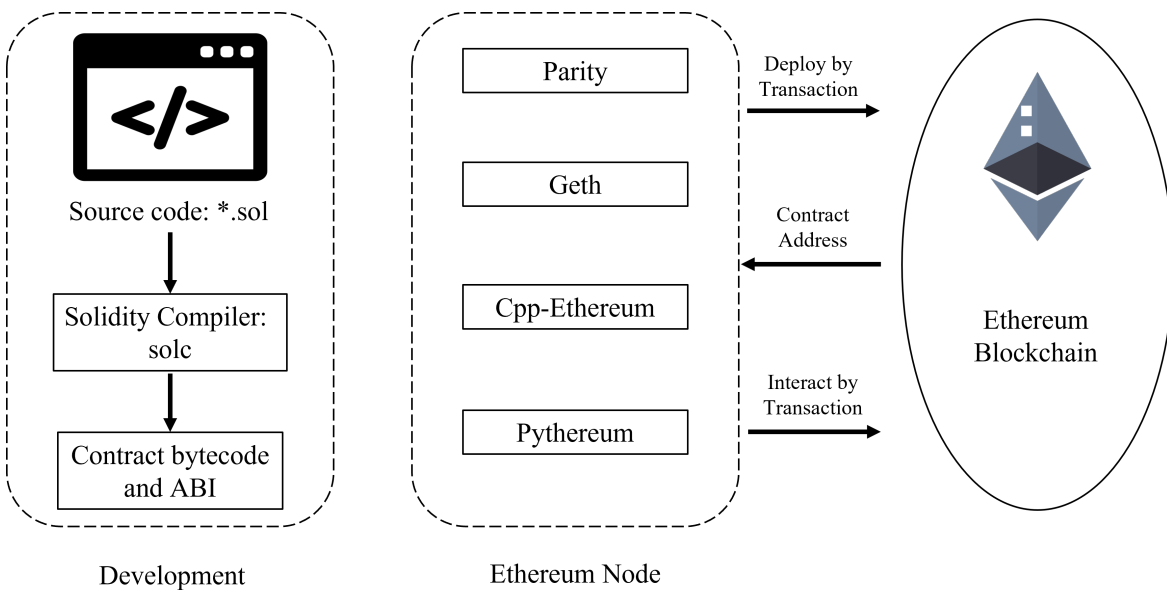 </>
Source code: *.sol
Solidity Compiler:
solc
Contract bytecode
and ABI
Development
Parity
Geth
Cpp-Ethereum
Pythereum
Ethereum Node
Deploy by
Transaction
Contract
Address
Interact by
Transaction
Ethereum
Blockchain